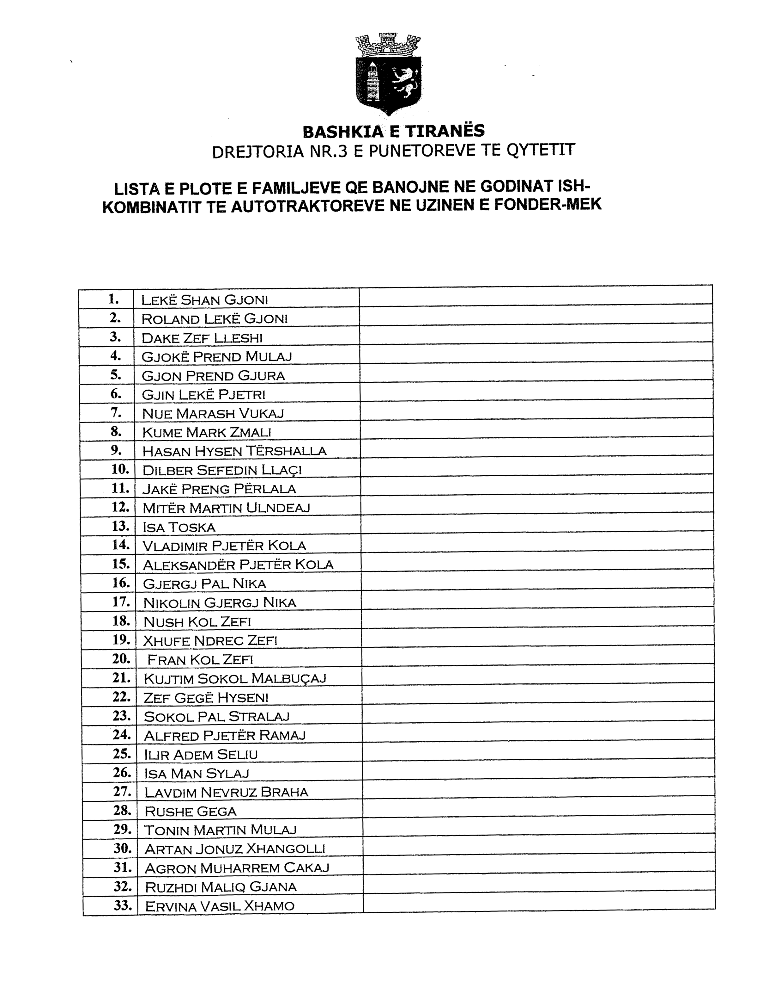 BASHKIA E TIRANËS
DREJTORIA NR.3 E PUNETOREVE TE QYTETIT
LISTA E PLOTE E FAMILJEVE QE BANOJNE NE GODINAT ISH-
KOMBINATIT TE AUTOTRAKTOREVE NE UZINEN E FONDER-MEK
1. LEKË SHAN GJONI
2. ROLAND LEKË GJONI
3. DAKE ZEF LLESHI
4. GJOKË PREND MULAJ
5. GJON PREND GJURA
6. GJIN LEKË PJETRI
7. NUE MARASH VUKAJ
8. KUME MARK ZMALI
9. HASAN HYSEN TËRSHALLA
10. DILBER SEFEDIN LLAÇI
11. JAKË PRENG PËRLALA
12. MITËR MARTIN ULNDEAJ
13. ISA TOSKA
14. VLADIMIR PJETËR KOLA
15. ALEKSANDËR PJETËR KOLA
16. GJERGJ PAL NIKA
17. NIKOLIN GJERGJ NIKA
18. NUSH KOL ZEFI
19. XHUFE NDREC ZEFI
20. FRAN KOL ZEFI
21. KUJTIM SOKOL MALBUÇAJ
22. ZEF GEGË HYSENI
23. SOKOL PAL STRALAJ
24. ALFRED PJETËR RAMAJ
25. ILIR ADEM SELIU
26. ISA MAN SYLAJ
27. LAVDIM NEVRUZ BRAHA
28. RUSHE GEGA
29. TONIN MARTIN MULAJ
30. ARTAN JONUZ XHANGOLLI
31. AGRON MUHARREM CAKAJ
32. RUZHDI MALIQ GJANA
33. ERVINA VASIL XHAMO